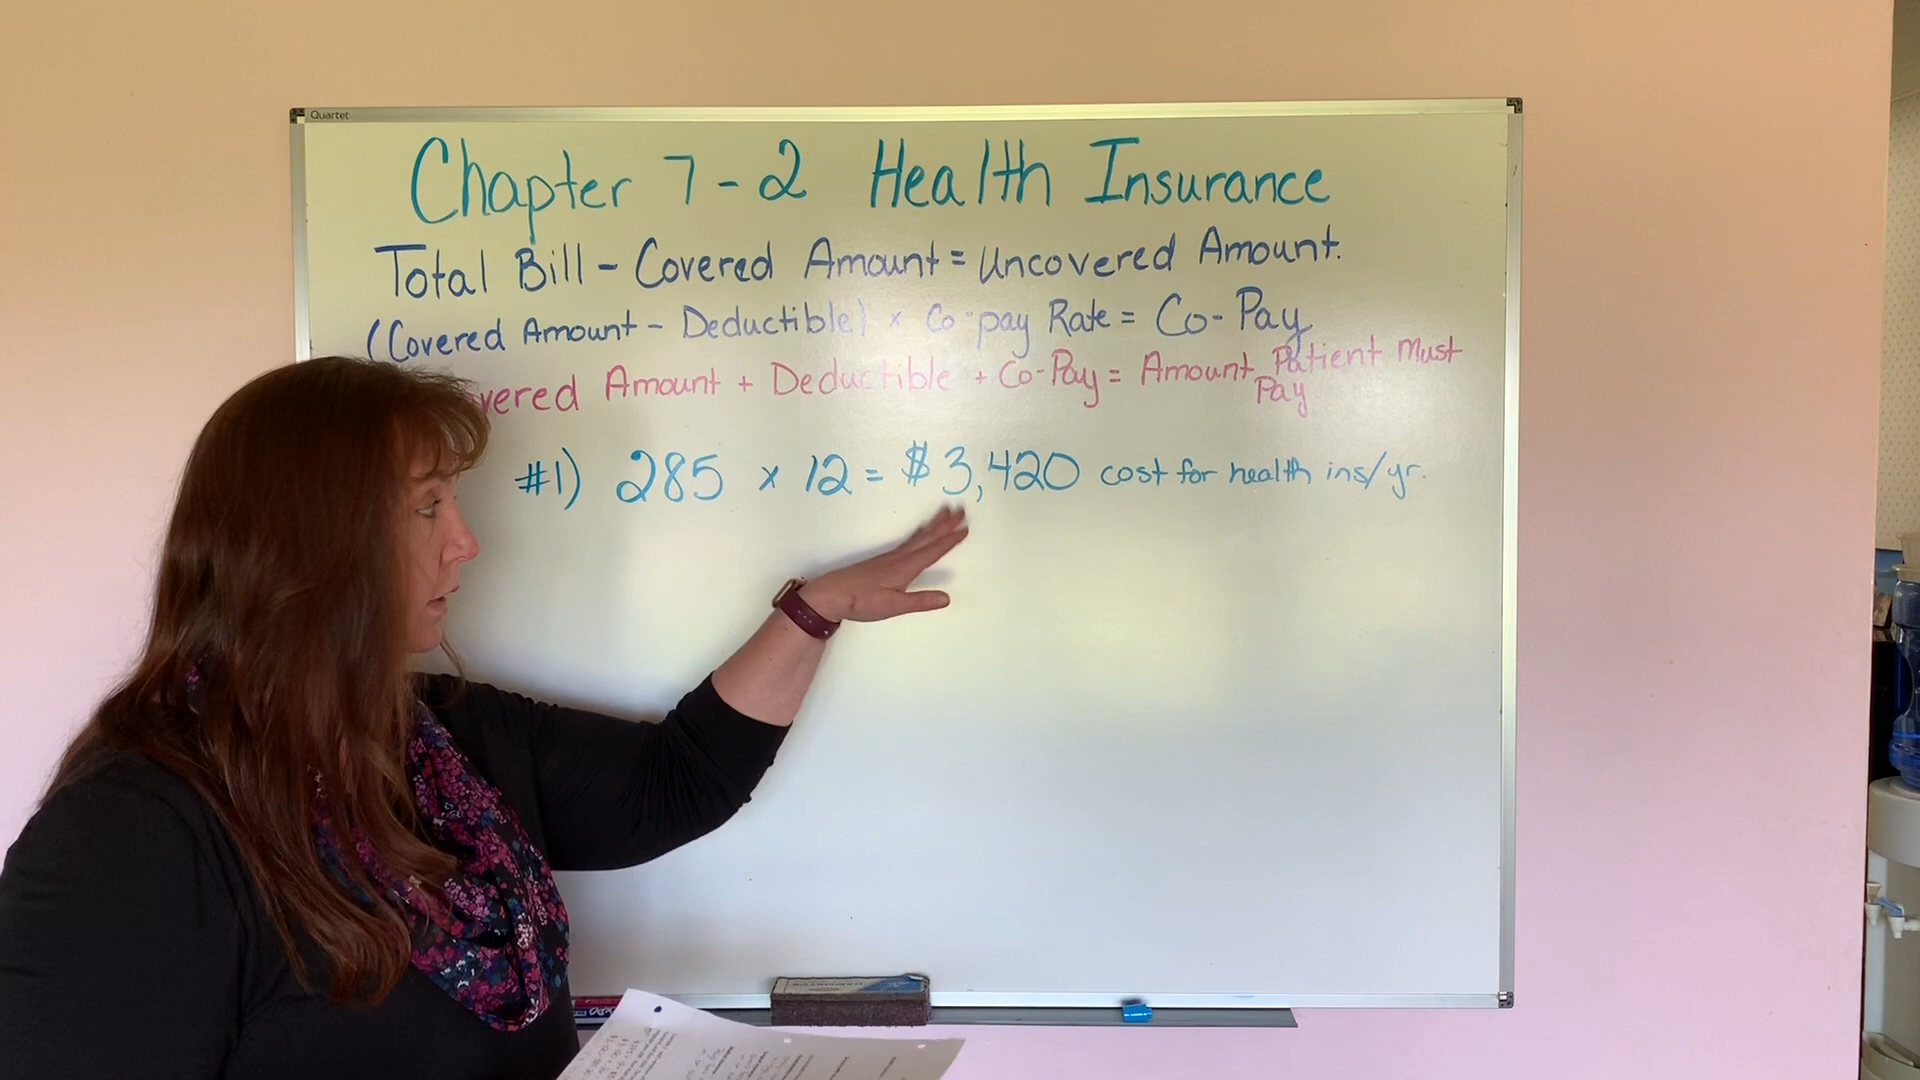 Quartet
Chapter 7-2 Health Insurance
Total Bill - Covered Amount = Uncovered Amount.
(Covered Amount - Deductible) x Co-pay Rate = Co-Pay
vered Amount + Deductible + Co-Pay = Amount Patient Must
Pay
#1) 285 x 12 = $3,420 cost for health ins/yr.